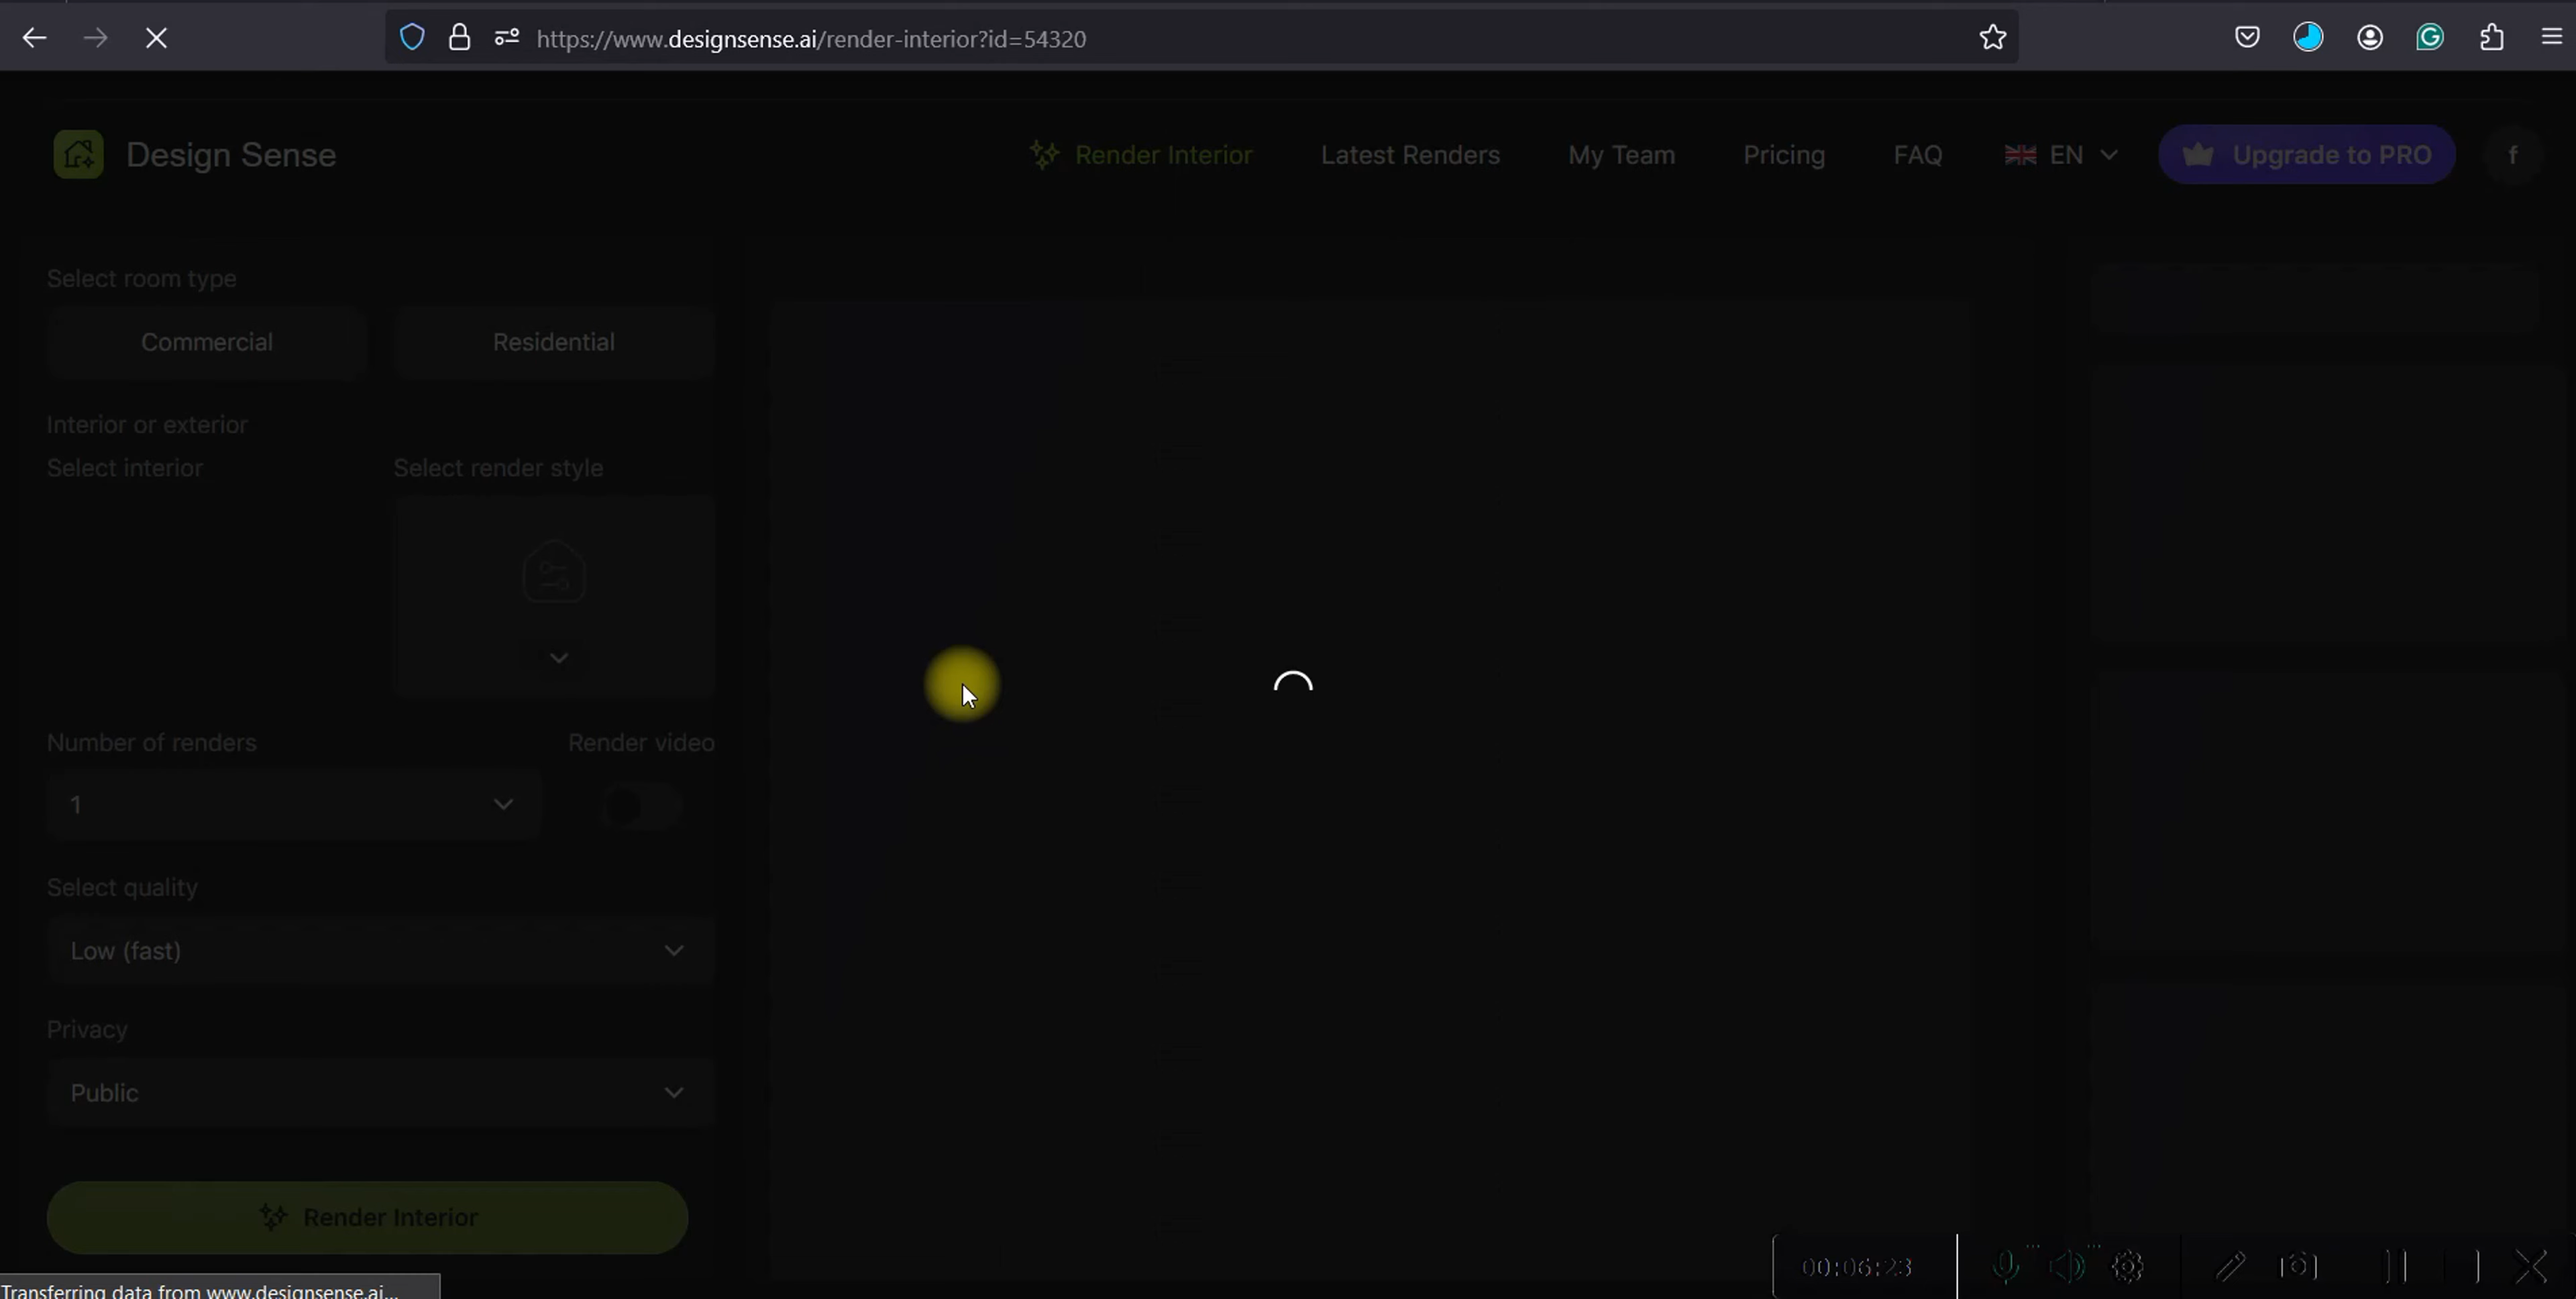 https://www.designsense.ai/render-interior?id=54320
Design Sense
Render Interior
Latest Renders
My Team
Pricing
FAQ
EN
Upgrade to PRO
f
Select room type
Commercial
Residential
Interior or exterior
Select interior
Select render style
Number of renders
Render video
1
Select quality
Low (fast)
Privacy
Public
Render Interior
00:06:23
Transferring data from www.designsense.ai...